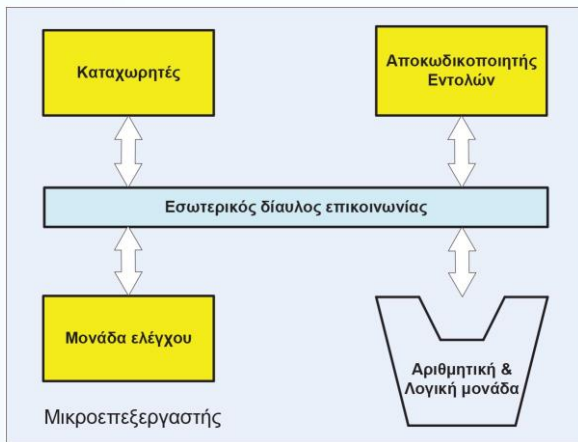 Καταχωρητές
Αποκωδικοποιητής
Εντολών
Εσωτερικός δίαυλος επικοινωνίας
Μονάδα ελέγχου
Αριθμητική &
Λογική μονάδα
Μικροεπεξεργαστής